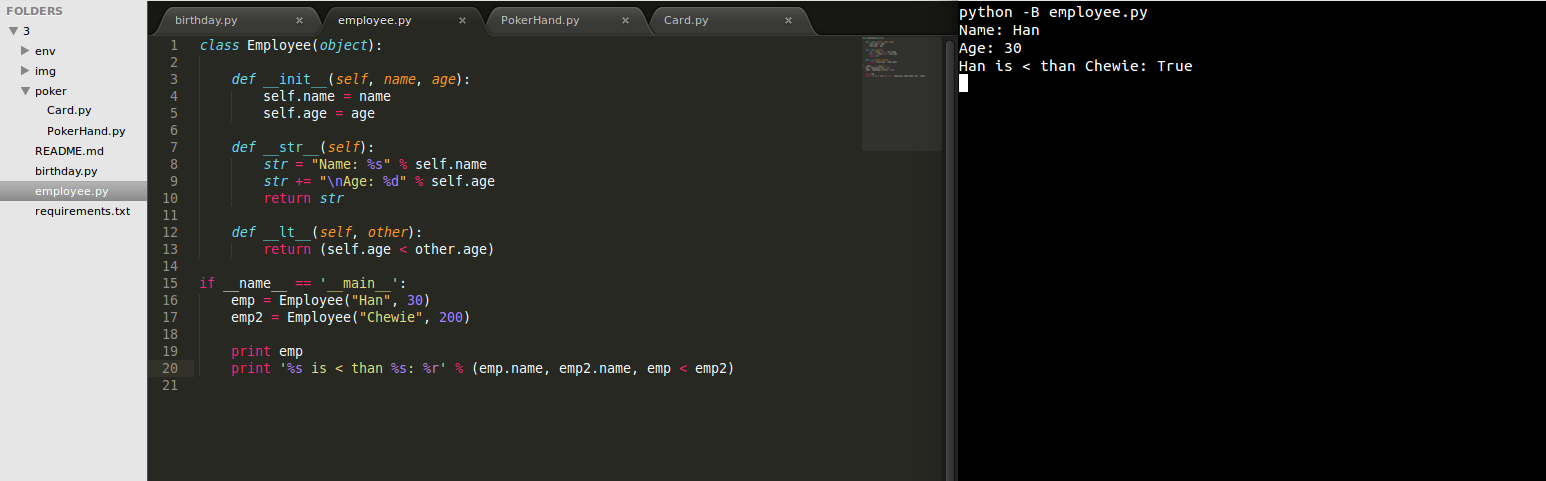 FOLDERS
3
env
img
poker
Card.py
PokerHand.py
README.md
birthday.py
employee.py
requirements.txt
birthday.py × employee.py × PokerHand.py × Card.py ×
1 class Employee(object):
2
3     def __init__(self, name, age):
4         self.name = name
5         self.age = age
6
7     def __str__(self):
8         str = "Name: %s" % self.name
9         str += "\nAge: %d" % self.age
10         return str
11
12     def __lt__(self, other):
13         return (self.age < other.age)
14
15 if __name__ == '__main__':
16     emp = Employee("Han", 30)
17     emp2 = Employee("Chewie", 200)
18
19     print emp
20     print '%s is < than %s: %r' % (emp.name, emp2.name, emp < emp2)
21
python -B employee.py
Name: Han
Age: 30
Han is < than Chewie: True